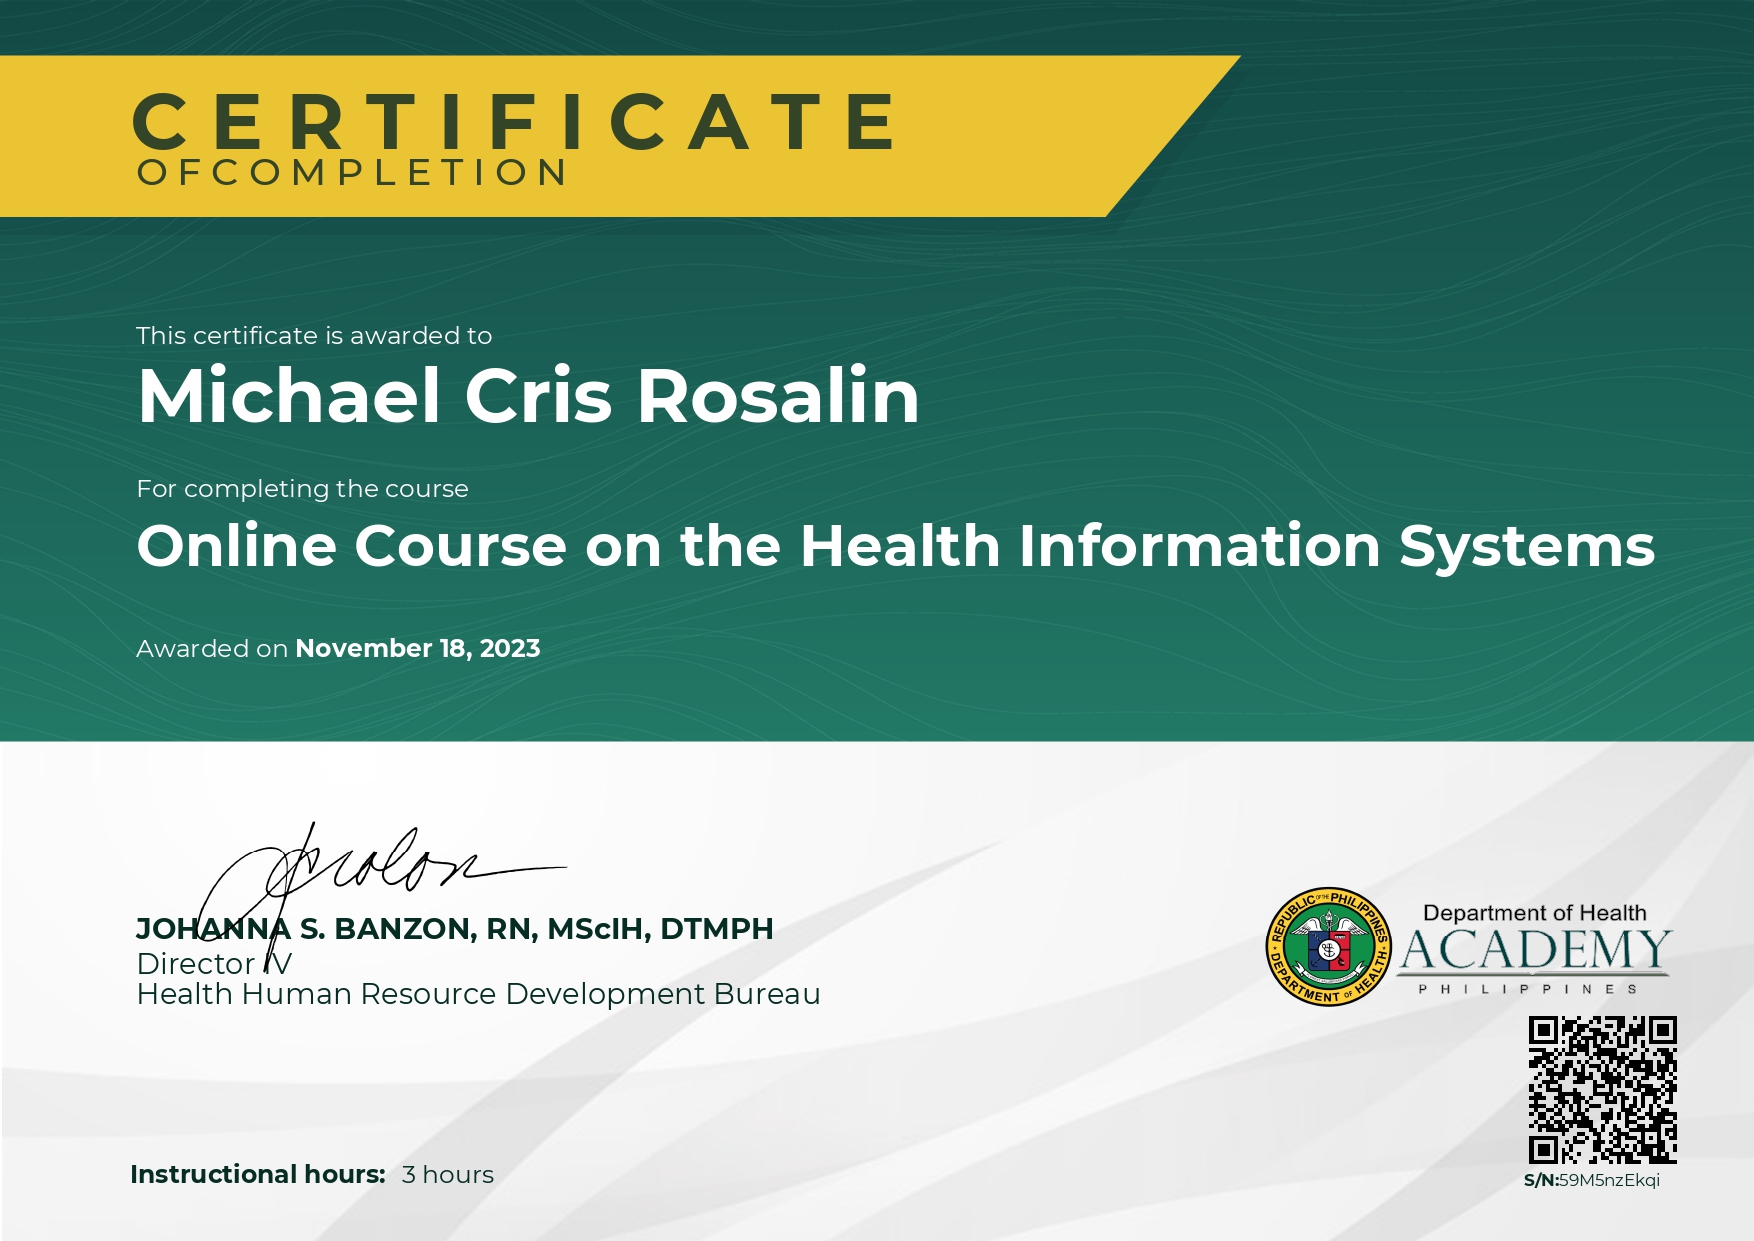 CERTIFICATE
OFCOMPLETION
This certificate is awarded to
Michael Cris Rosalin
For completing the course
Online Course on the Health Information Systems
Awarded on November 18, 2023
JOHANNA S. BANZON, RN, MScIH, DTMPH
Director IV
Health Human Resource Development Bureau
REPUBLIC OF THE PHILIPPINES
DEPARTMENT OF HEALTH
Department of Health
ACADEMY
PHILIPPINES
Instructional hours: 3 hours
S/N:59M5nzEkqi